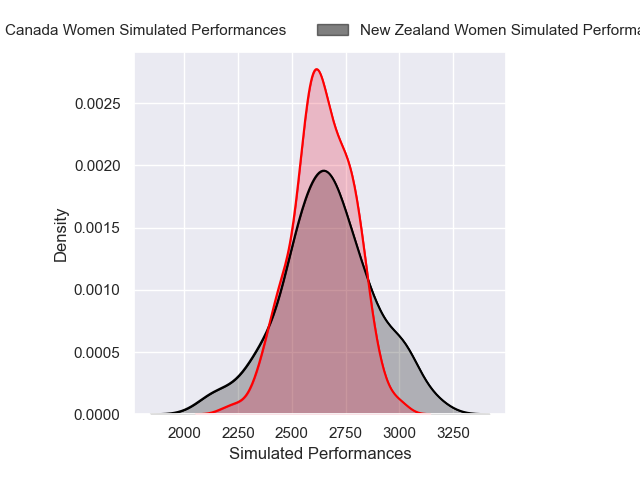 Canada Women Simulated Performances New Zealand Women Simulated Performa
0.0025
0.0020
0.0015
0.0010
0.0005
0.0000
Density
2000 2250 2500 2750 3000 3250
Simulated Performances